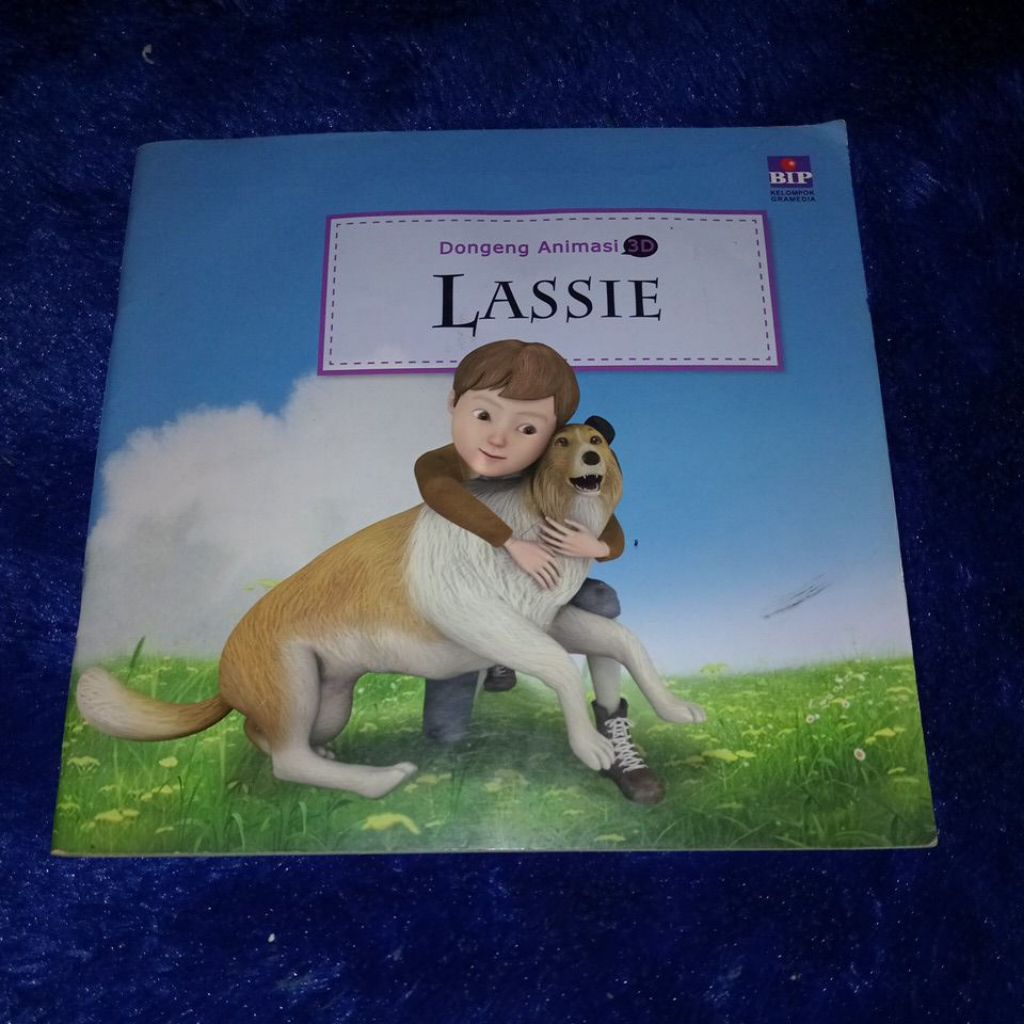 BIP
KELOMPOK
GRAMEDIA
Dongeng Animasi 3D
LASSIE